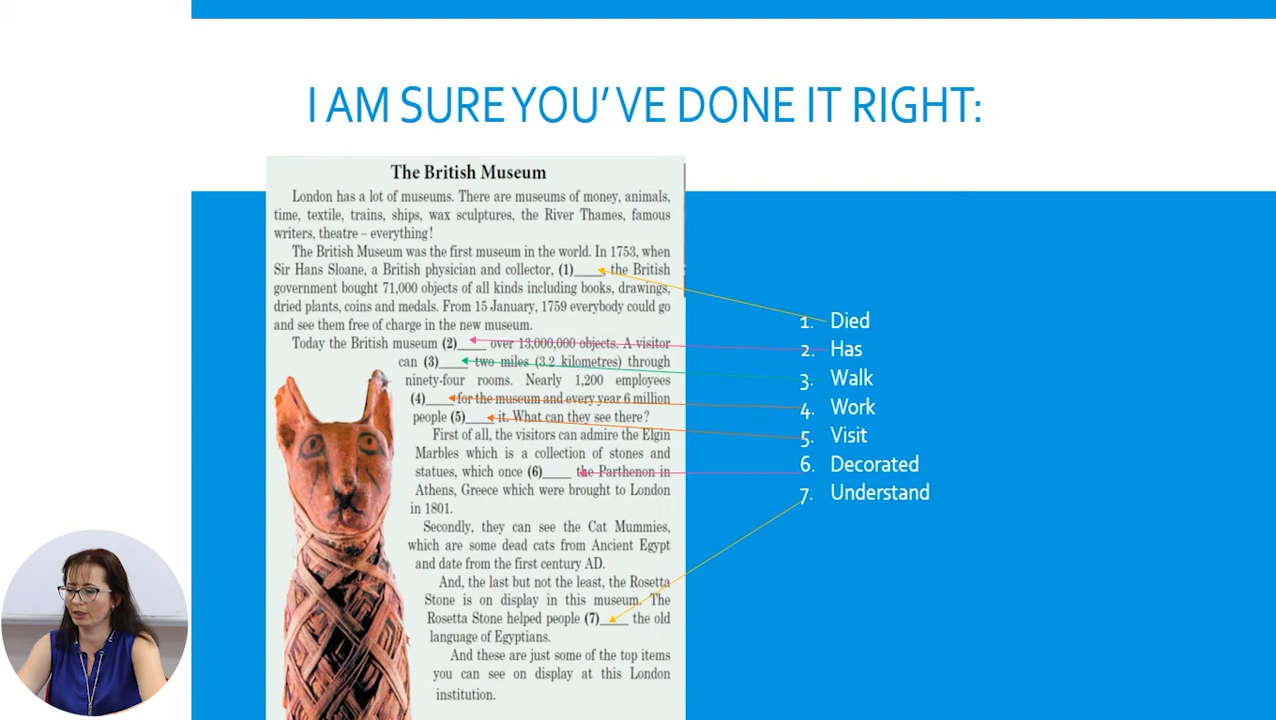 I AM SURE YOU’VE DONE IT RIGHT:
The British Museum
London has a lot of museums. There are museums of money, animals,
time, textile, trains, ships, wax sculptures, the River Thames, famous
writers, theatre – everything!
The British Museum was the first museum in the world. In 1753, when
Sir Hans Sloane, a British physician and collector, (1)____, the British
government bought 71,000 objects of all kinds including books, drawings,
dried plants, coins and medals. From 15 January, 1759 everybody could go
and see them free of charge in the new museum.
Today the British museum (2)____ over 13,000,000 objects. A visitor
can (3)____ two miles (3.2 kilometres) through
ninety-four rooms. Nearly 1,200 employees
(4)____ for the museum and every year 6 million
people (5)____ it. What can they see there?
First of all, the visitors can admire the Elgin
Marbles which is a collection of stones and
statues, which once (6)____ the Parthenon in
Athens, Greece which were brought to London
in 1801.
Secondly, they can see the Cat Mummies,
which are some dead cats from Ancient Egypt
and date from the first century AD.
And, the last but not the least, the Rosetta
Stone is on display in this museum. The
Rosetta Stone helped people (7)____ the old
language of Egyptians.
And these are just some of the top items
you can see on display at this London
institution.
1. Died
2. Has
3. Walk
4. Work
5. Visit
6. Decorated
7. Understand